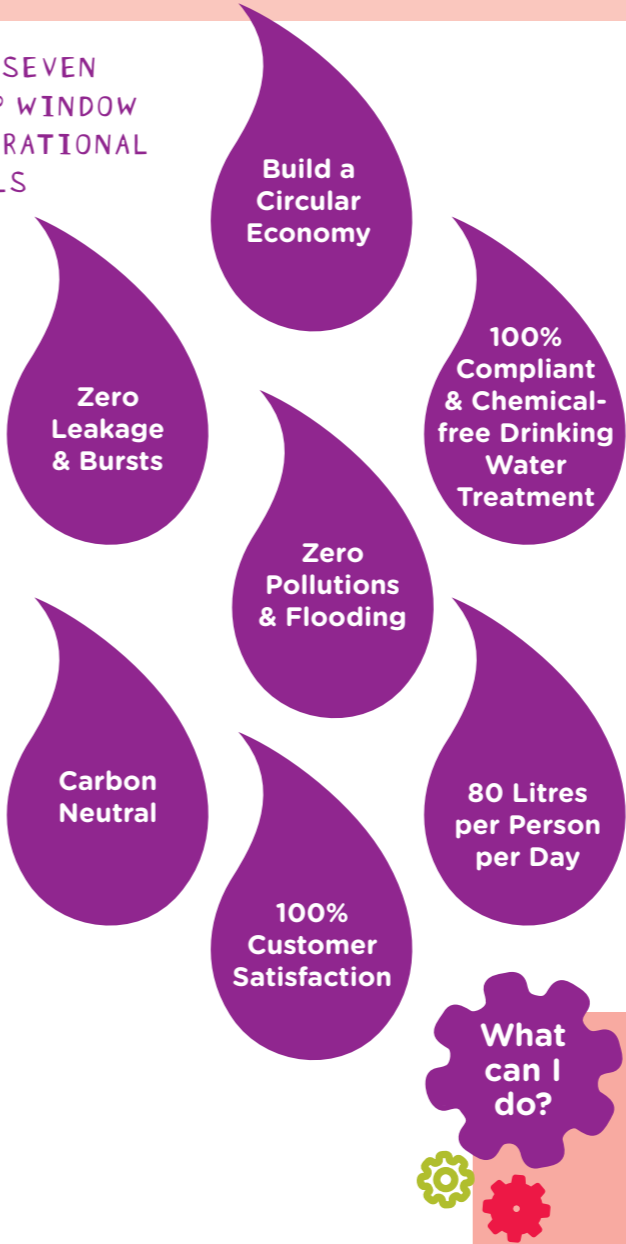 SEVEN
WINDOW
RATIONAL
LS
Build a
Circular
Economy
Zero
Leakage
& Bursts
100%
Compliant
& Chemical-
free Drinking
Water
Treatment
Zero
Pollutions
& Flooding
Carbon
Neutral
80 Litres
per Person
per Day
100%
Customer
Satisfaction
What
can I
do?